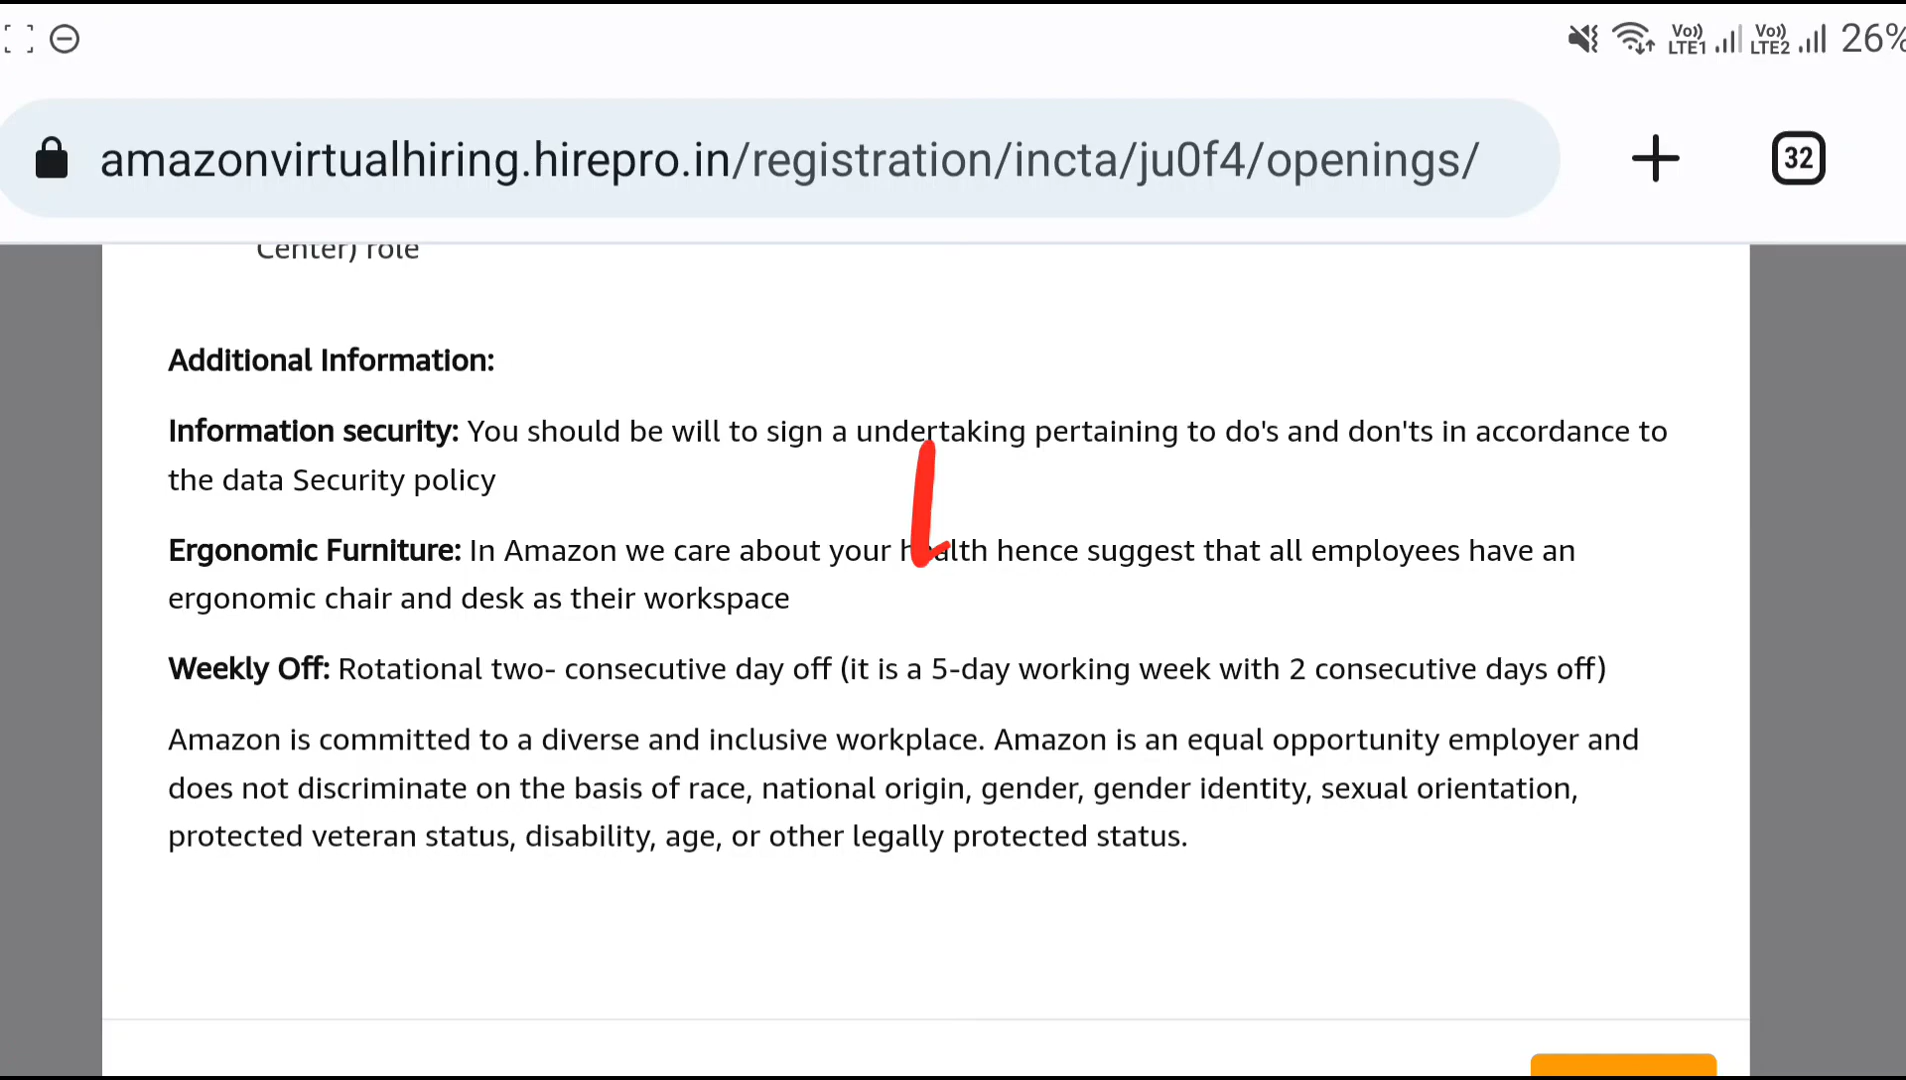 Vo)) LTE1 Vo)) LTE2 26%
amazonvirtualhiring.hirepro.in/registration/incta/ju0f4/openings/
32
Center) role
Additional Information:
Information security: You should be will to sign a undertaking pertaining to do's and don'ts in accordance to
the data Security policy
Ergonomic Furniture: In Amazon we care about your health hence suggest that all employees have an
ergonomic chair and desk as their workspace
Weekly Off: Rotational two- consecutive day off (it is a 5-day working week with 2 consecutive days off)
Amazon is committed to a diverse and inclusive workplace. Amazon is an equal opportunity employer and
does not discriminate on the basis of race, national origin, gender, gender identity, sexual orientation,
protected veteran status, disability, age, or other legally protected status.